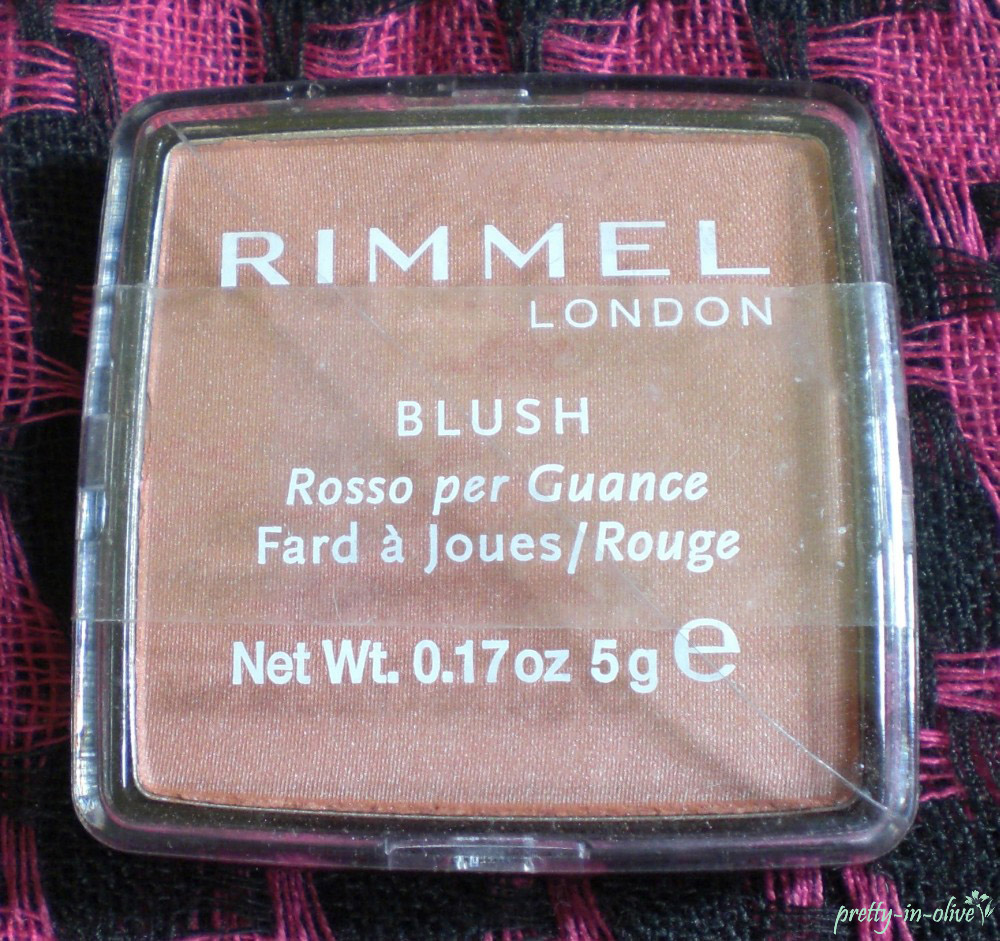 RIMMEL
LONDON
BLUSH
Rosso per Guance
Fard à Joues/Rouge
Net Wt. 0.17oz 5g e
pretty-in-olive